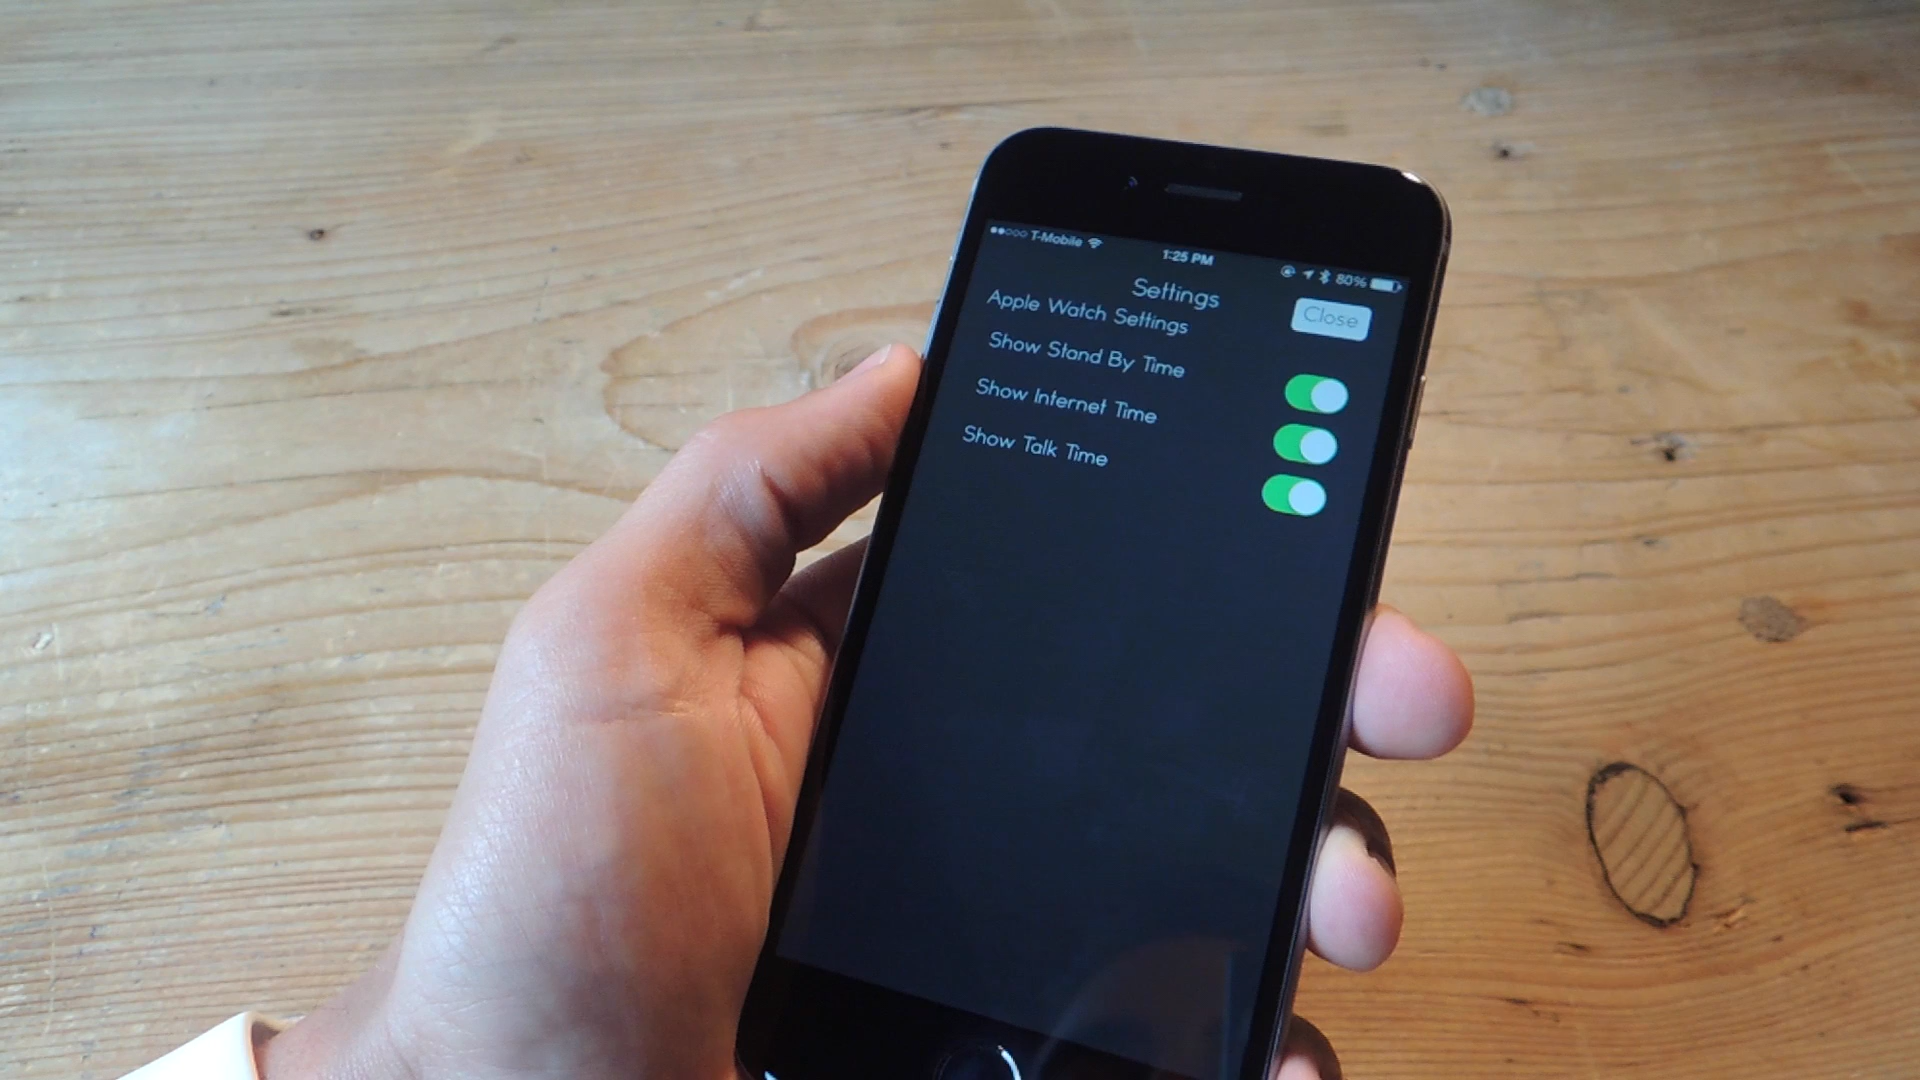 T-Mobile 1:25 PM 80%
Settings
Close
Apple Watch Settings
Show Stand By Time
Show Internet Time
Show Talk Time